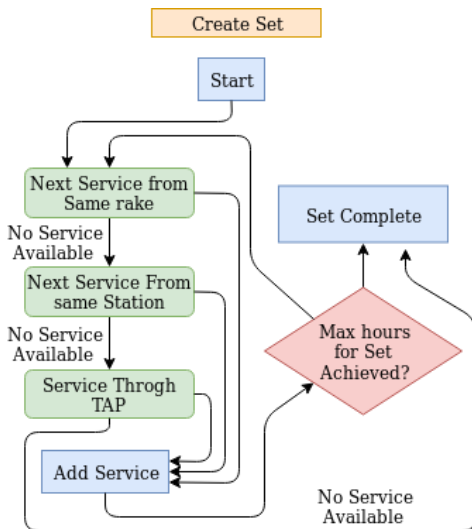 Create Set
Start
Next Service from
Same rake
No Service
Available
Next Service From
same Station
No Service
Available
Service Throgh
TAP
Add Service
Set Complete
Max hours
for Set
Achieved?
No Service
Available